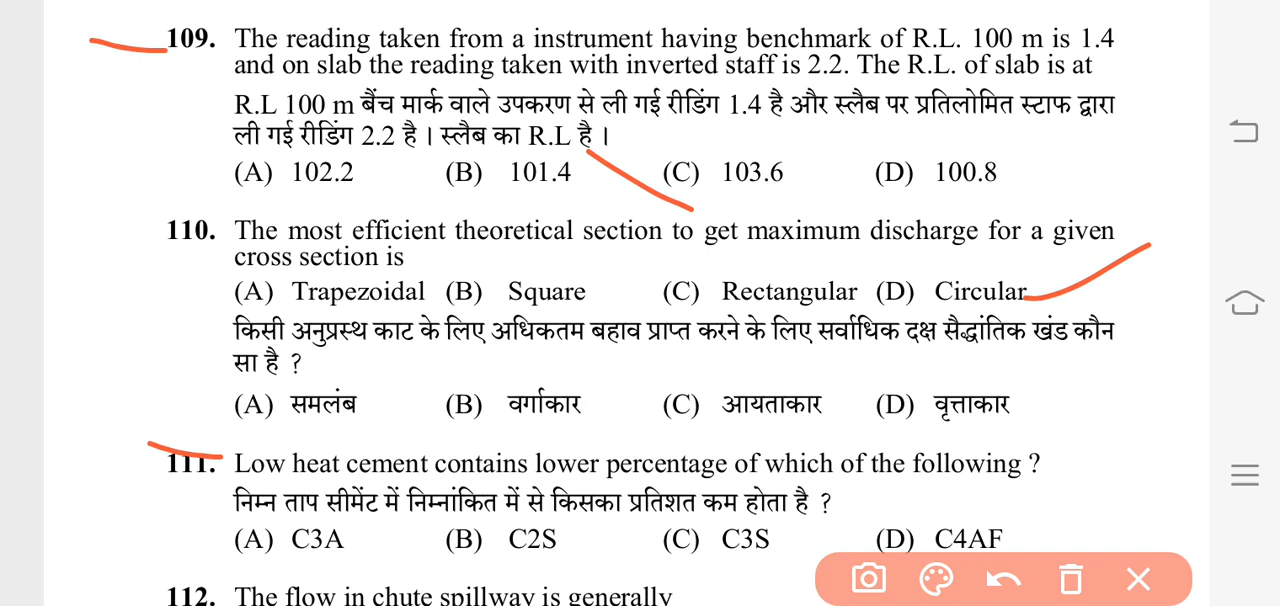 109. The reading taken from a instrument having benchmark of R.L. 100 m is 1.4
and on slab the reading taken with inverted staff is 2.2. The R.L. of slab is at
R.L 100 m बैंच मार्क वाले उपकरण से ली गई रीडिंग 1.4 है और स्लैब पर प्रतिलोमित स्टाफ द्वारा
ली गई रीडिंग 2.2 है । स्लैब का R.L है ।
(A) 102.2 (B) 101.4 (C) 103.6 (D) 100.8
110. The most efficient theoretical section to get maximum discharge for a given
cross section is
(A) Trapezoidal (B) Square (C) Rectangular (D) Circular
किसी अनुप्रस्थ काट के लिए अधिकतम बहाव प्राप्त करने के लिए सर्वाधिक दक्ष सैद्धांतिक खंड कौन
सा है ?
(A) समलंब (B) वर्गाकार (C) आयताकार (D) वृत्ताकार
111. Low heat cement contains lower percentage of which of the following ?
निम्न ताप सीमेंट में निम्नांकित में से किसका प्रतिशत कम होता है ?
(A) C3A (B) C2S (C) C3S (D) C4AF
112. The flow in chute spillway is generally